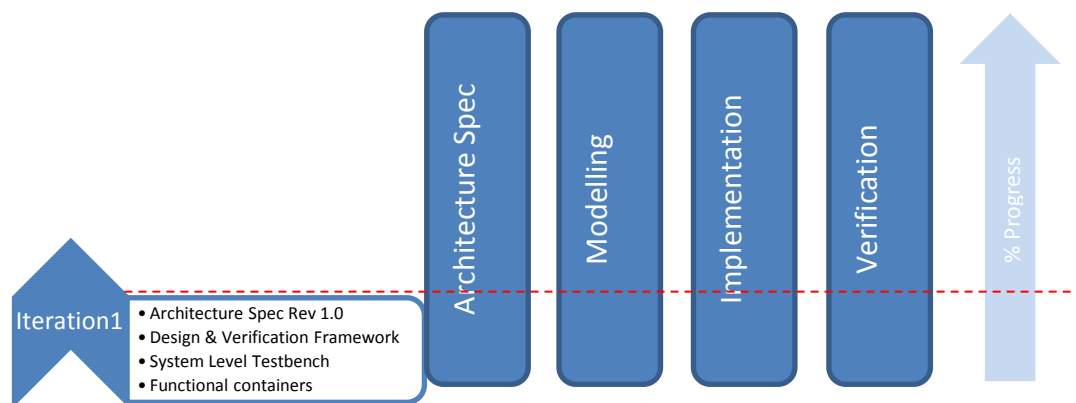 Architecture Spec
Modelling
Implementation
Verification
% Progress
Iteration1
• Architecture Spec Rev 1.0
• Design & Verification Framework
• System Level Testbench
• Functional containers